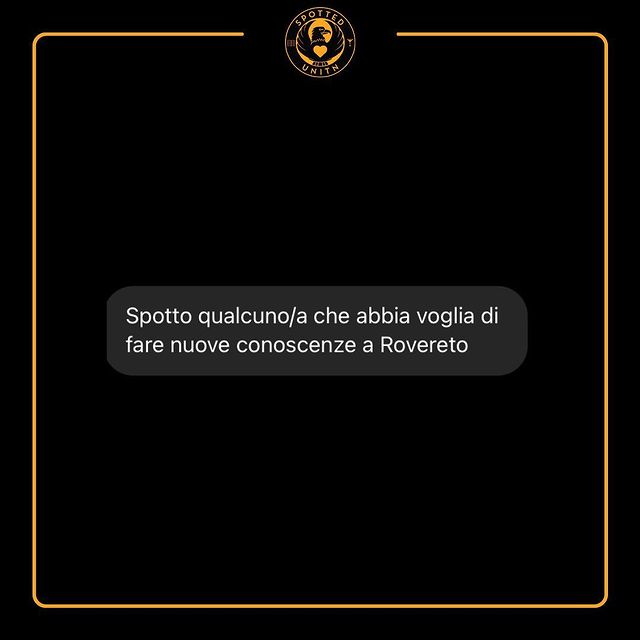 SPOTTED
UNITN
Spotto qualcuno/a che abbia voglia di
fare nuove conoscenze a Rovereto